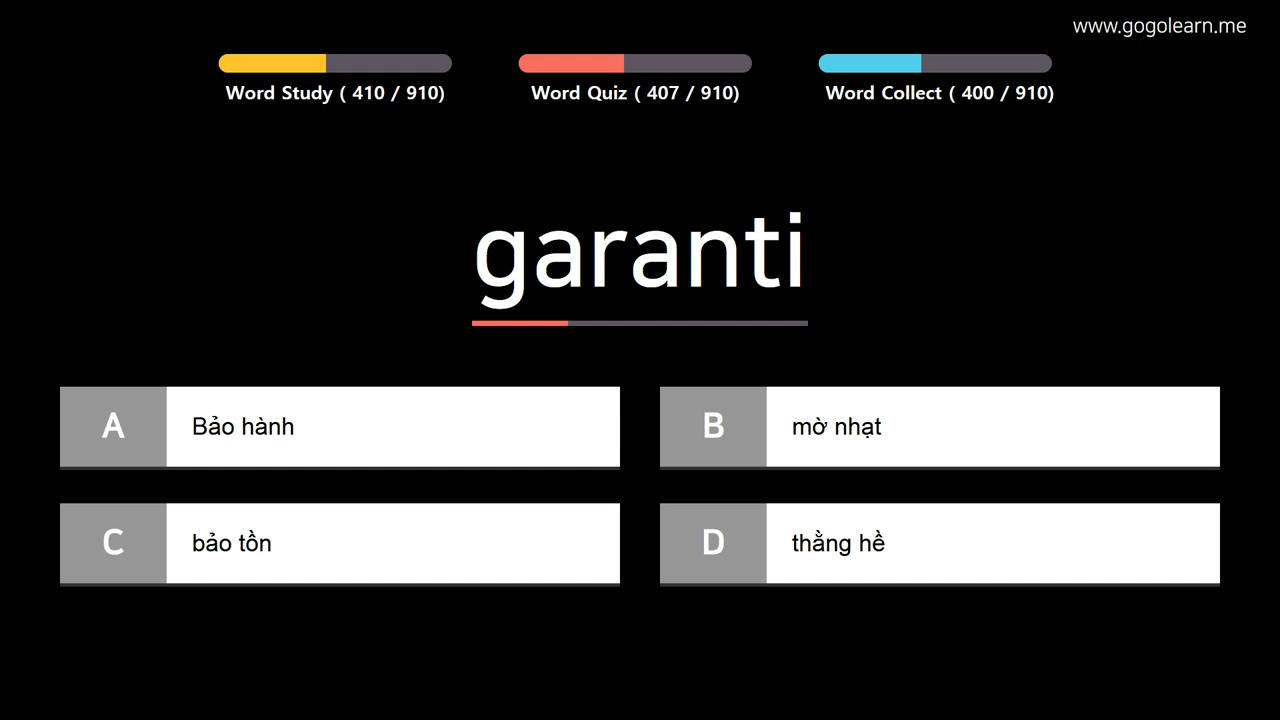 www.gogolearn.me
Word Study ( 410 / 910)
Word Quiz ( 407 / 910)
Word Collect ( 400 / 910)
garanti
A Bảo hành
B mờ nhạt
C bảo tồn
D thằng hề